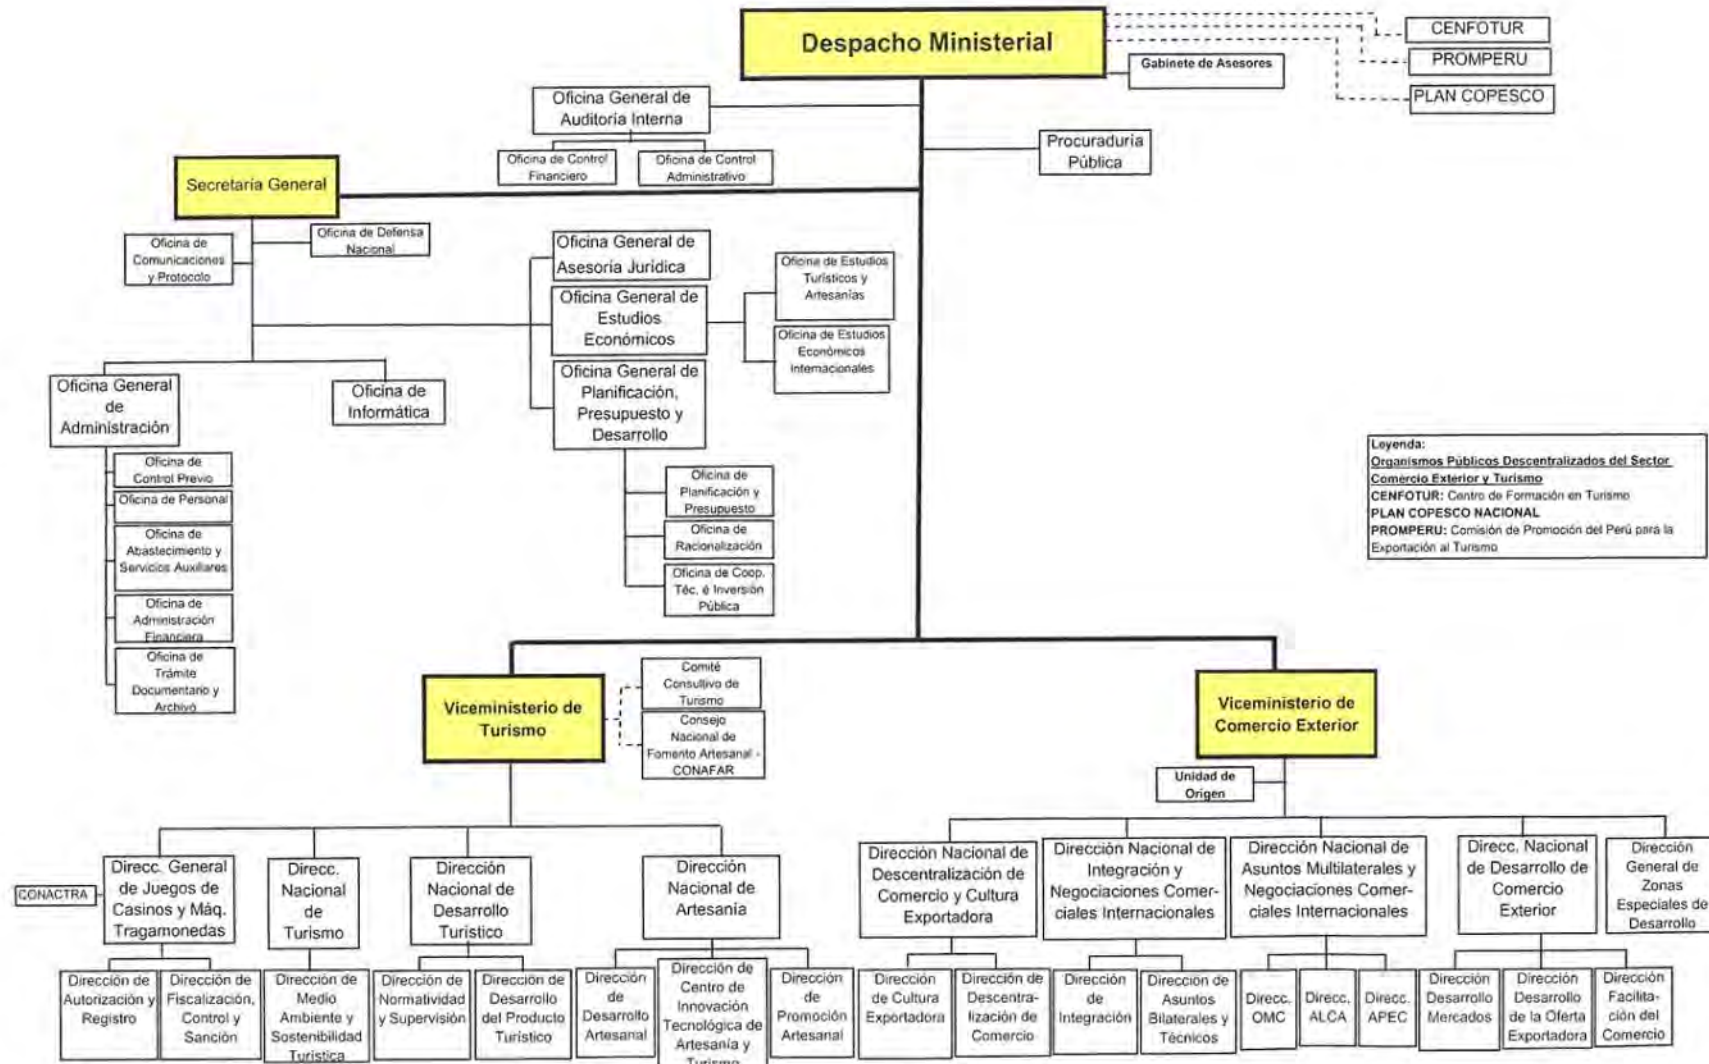 Despacho Ministerial
CENFOTUR
PROMPERU
PLAN COPESCO
Gabinete de Asesores
Oficina General de
Auditoría Interna
Oficina de Control
Financiero
Oficina de Control
Administrativo
Procuraduría
Pública
Secretaría General
Oficina de
Comunicaciones
y Protocolo
Oficina de Defensa
Nacional
Oficina General de
Asesoría Jurídica
Oficina General de
Estudios
Económicos
Oficina General de
Planificación,
Presupuesto y
Desarrollo
Oficina de Estudios
Turísticos y
Artesanías
Oficina de Estudios
Económicos
Internacionales
Oficina General
de
Administración
Oficina de
Informática
Oficina de
Control Previo
Oficina de Personal
Oficina de
Abastecimiento y
Servicios Auxiliares
Oficina de
Administración
Financiera
Oficina de
Trámite
Documentario y
Archivo
Oficina de
Planificación y
Presupuesto
Oficina de
Racionalización
Oficina de Coop.
Téc. é Inversión
Pública
Leyenda:
Organismos Públicos Descentralizados del Sector
Comercio Exterior y Turismo
CENFOTUR: Centro de Formación en Turismo
PLAN COPESCO NACIONAL
PROMPERU: Comisión de Promoción del Perú para la
Exportación al Turismo
Viceministerio de
Turismo
Comité
Consultivo de
Turismo
Consejo
Nacional de
Fomento Artesanal -
CONAFAR
Viceministerio de
Comercio Exterior
Unidad de
Origen
CONACTRA
Direcc. General
de Juegos de
Casinos y Máq.
Tragamonedas
Direcc.
Nacional
de
Turismo
Dirección
Nacional de
Desarrollo
Turístico
Dirección
Nacional de
Artesanía
Dirección Nacional de
Descentralización de
Comercio y Cultura
Exportadora
Dirección Nacional de
Integración y
Negociaciones Comer-
ciales Internacionales
Dirección Nacional de
Asuntos Multilaterales y
Negociaciones Comer-
ciales Internacionales
Direcc. Nacional
de Desarrollo de
Comercio
Exterior
Dirección
General de
Zonas
Especiales de
Desarrollo
Dirección de
Autorización y
Registro
Dirección de
Fiscalización,
Control y
Sanción
Dirección de
Medio
Ambiente y
Sostenibilidad
Turística
Dirección de
Normatividad
y Supervisión
Dirección de
Desarrollo
del Producto
Turístico
Dirección
de
Desarrollo
Artesanal
Dirección de
Centro de
Innovación
Tecnológica de
Artesanía y
Turismo
Dirección
de
Promoción
Artesanal
Dirección
de Cultura
Exportadora
Dirección de
Descentra-
lización de
Comercio
Dirección
de
Integración
Dirección de
Asuntos
Bilaterales y
Técnicos
Direcc.
OMC
Direcc.
ALCA
Direcc.
APEC
Dirección
Desarrollo
Mercados
Dirección
Desarrollo
de la Oferta
Exportadora
Dirección
Facilita-
ción del
Comercio